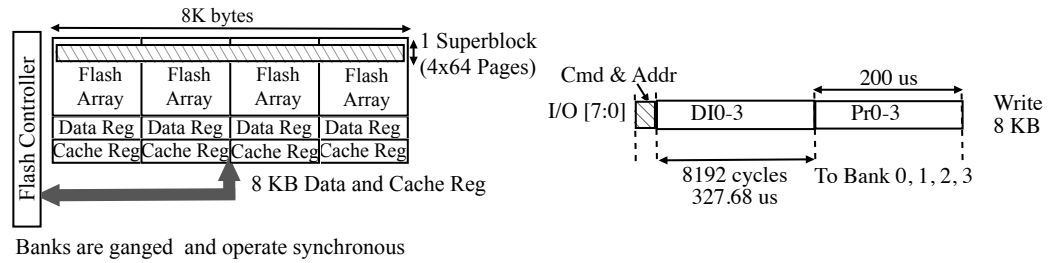 8K bytes
Flash Controller
1 Superblock
(4x64 Pages)
Flash Array
Flash Array
Flash Array
Flash Array
Data Reg
Data Reg
Data Reg
Data Reg
Cache Reg
Cache Reg
Cache Reg
Cache Reg
8 KB Data and Cache Reg
Banks are ganged and operate synchronous
Cmd & Addr
200 us
I/O [7:0]
DI0-3
Pr0-3
Write
8 KB
8192 cycles
327.68 us
To Bank 0, 1, 2, 3